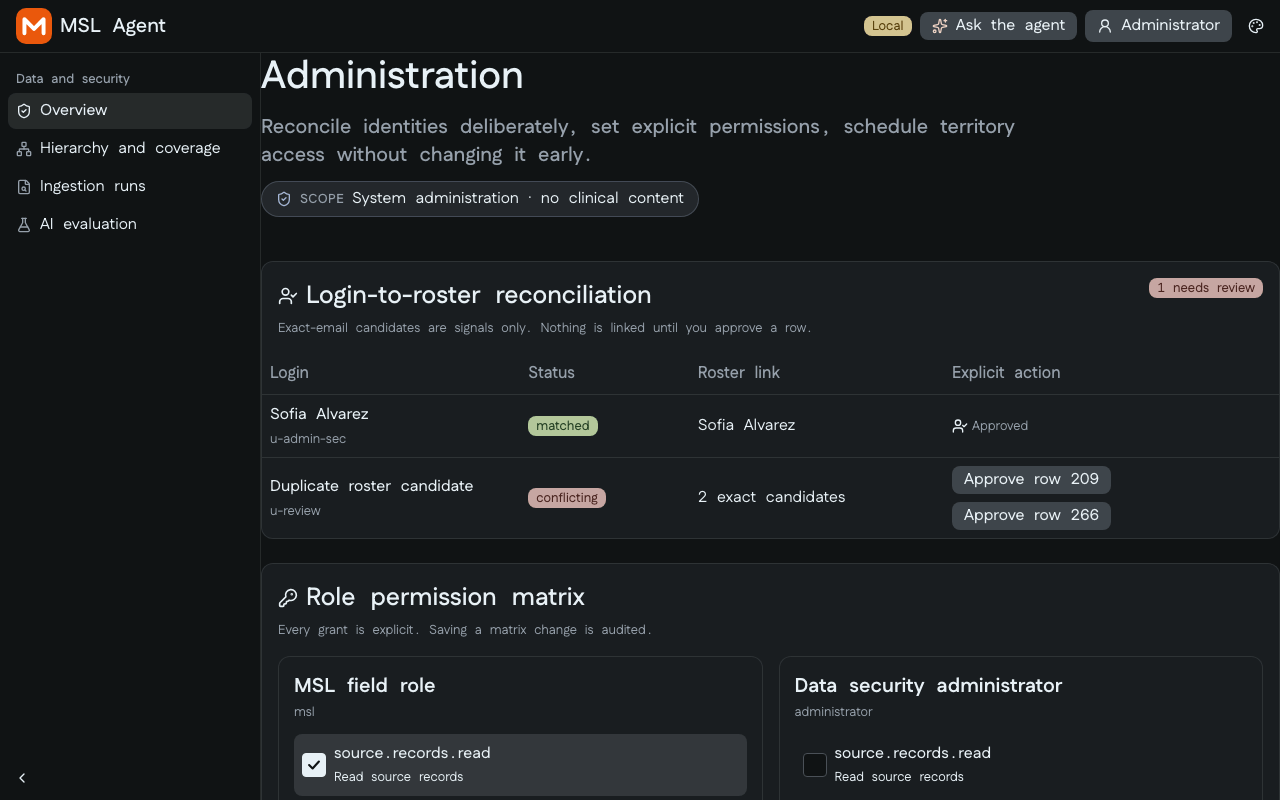 MSL Agent
Local
Ask the agent
Administrator
Data and security
Overview
Hierarchy and coverage
Ingestion runs
AI evaluation
Administration
Reconcile identities deliberately, set explicit permissions, schedule territory
access without changing it early.
SCOPE System administration · no clinical content
Login-to-roster reconciliation
1 needs review
Exact-email candidates are signals only. Nothing is linked until you approve a row.
Login Status Roster link Explicit action
Sofia Alvarez
u-admin-sec
matched
Sofia Alvarez
Approved
Duplicate roster candidate
u-review
conflicting
2 exact candidates
Approve row 209
Approve row 266
Role permission matrix
Every grant is explicit. Saving a matrix change is audited.
MSL field role
msl
source.records.read
Read source records
Data security administrator
administrator
source.records.read
Read source records